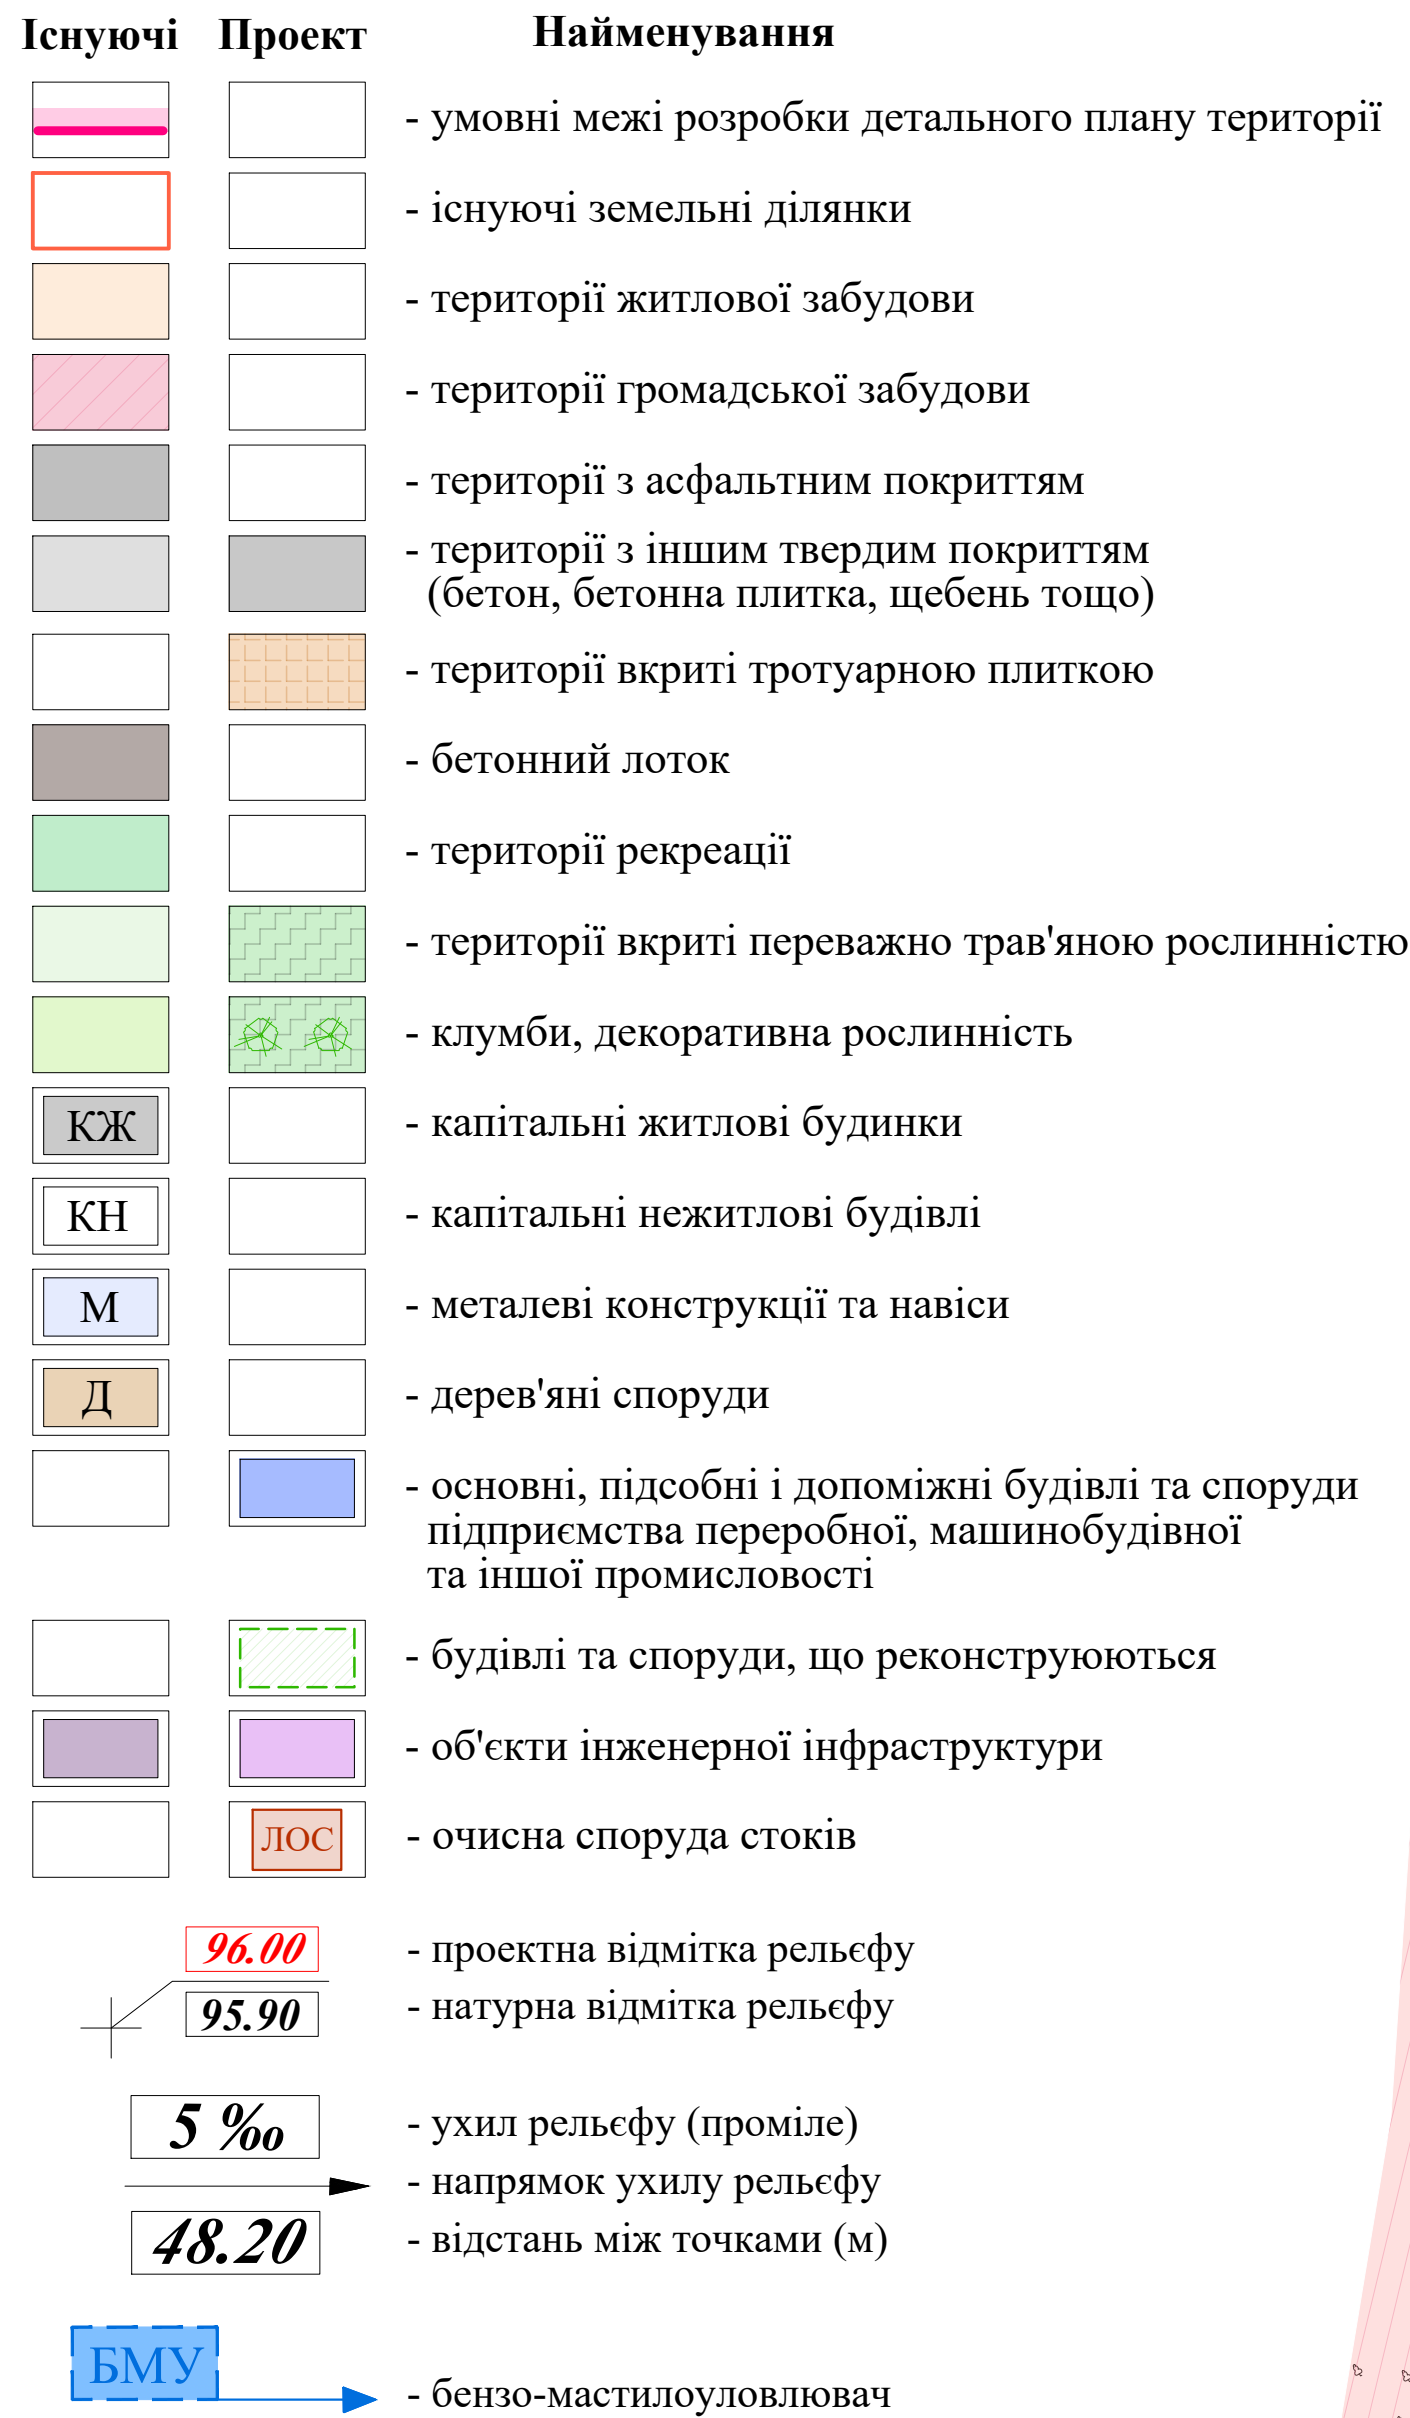 Існуючі Проект Найменування
- умовні межі розробки детального плану території
- існуючі земельні ділянки
- території житлової забудови
- території громадської забудови
- території з асфальтним покриттям
- території з іншим твердим покриттям
(бетон, бетонна плитка, щебень тощо)
- території вкриті тротуарною плиткою
- бетонний лоток
- території рекреації
- території вкриті переважно трав'яною рослинністю
- клумби, декоративна рослинність
КЖ - капітальні житлові будинки
КН - капітальні нежитлові будівлі
М - металеві конструкції та навіси
Д - дерев'яні споруди
- основні, підсобні і допоміжні будівлі та споруди
підприємства переробної, машинобудівної
та іншої промисловості
- будівлі та споруди, що реконструюються
- об'єкти інженерної інфраструктури
ЛОС - очисна споруда стоків
96.00 - проектна відмітка рельєфу
95.90 - натурна відмітка рельєфу
5 ‰ - ухил рельєфу (проміле)
- напрямок ухилу рельєфу
48.20 - відстань між точками (м)
БМУ - бензо-мастилоуловлювач